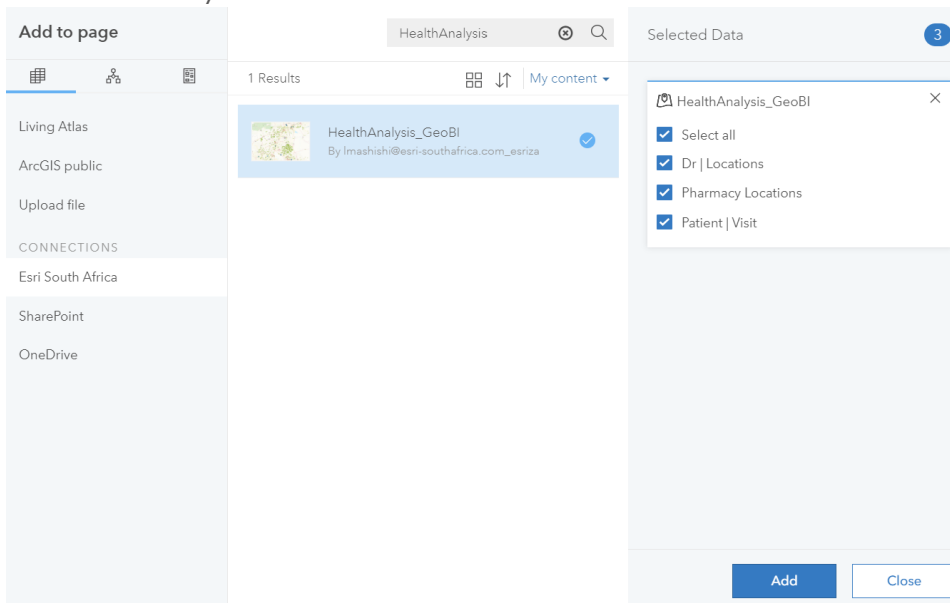 Add to page
Living Atlas
ArcGIS public
Upload file
CONNECTIONS
Esri South Africa
SharePoint
OneDrive
HealthAnalysis
1 Results
My content
HealthAnalysis_GeoBI
By lmashishi@esri-southafrica.com_esriza
Selected Data
3
HealthAnalysis_GeoBI
Select all
Dr | Locations
Pharmacy Locations
Patient | Visit
Add
Close